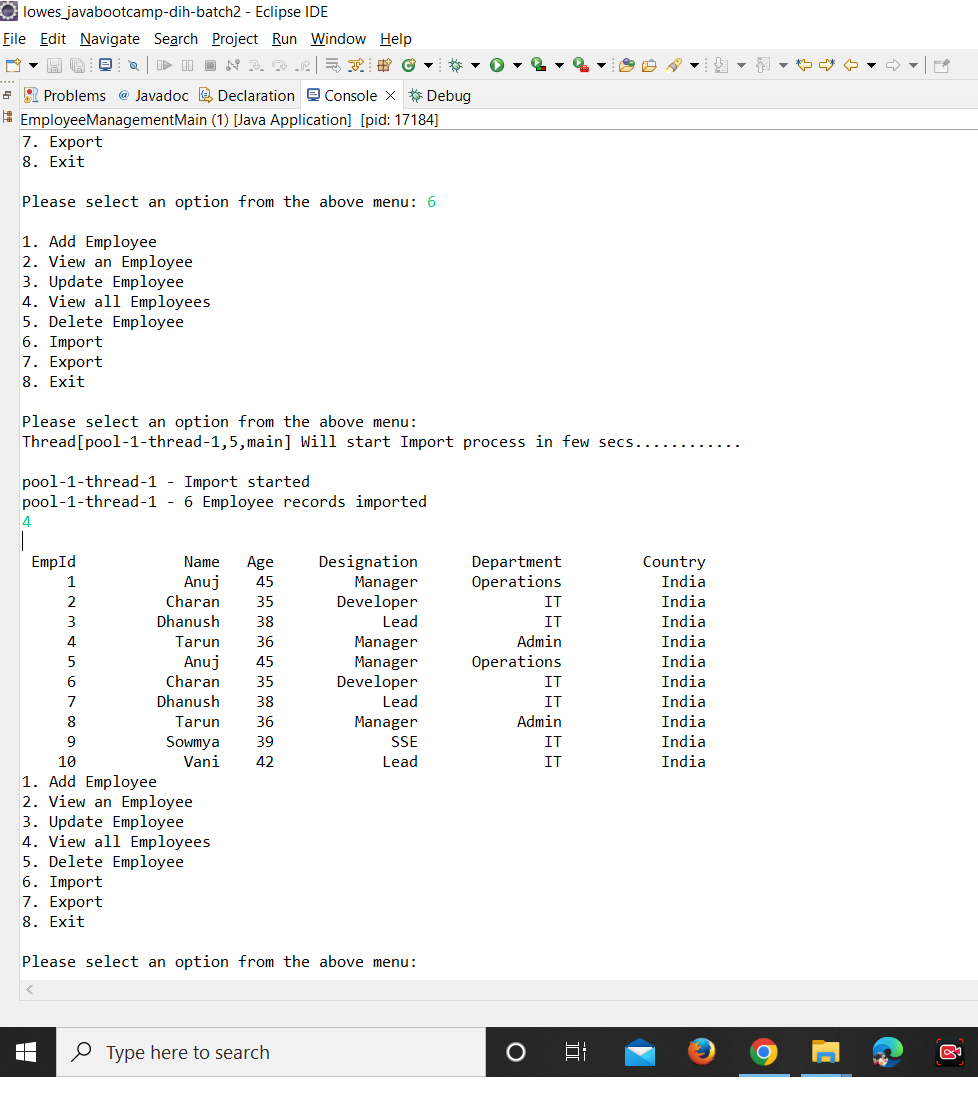 lowes_javabootcamp-dih-batch2 - Eclipse IDE
File Edit Navigate Search Project Run Window Help
Problems @ Javadoc Declaration Console Debug
EmployeeManagementMain (1) [Java Application] [pid: 17184]
7. Export
8. Exit
Please select an option from the above menu: 6
1. Add Employee
2. View an Employee
3. Update Employee
4. View all Employees
5. Delete Employee
6. Import
7. Export
8. Exit
Please select an option from the above menu:
Thread[pool-1-thread-1,5,main] Will start Import process in few secs............
pool-1-thread-1 - Import started
pool-1-thread-1 - 6 Employee records imported
4
EmpId Name Age Designation Department Country
1 Anuj 45 Manager Operations India
2 Charan 35 Developer IT India
3 Dhanush 38 Lead IT India
4 Tarun 36 Manager Admin India
5 Anuj 45 Manager Operations India
6 Charan 35 Developer IT India
7 Dhanush 38 Lead IT India
8 Tarun 36 Manager Admin India
9 Sowmya 39 SSE IT India
10 Vani 42 Lead IT India
1. Add Employee
2. View an Employee
3. Update Employee
4. View all Employees
5. Delete Employee
6. Import
7. Export
8. Exit
Please select an option from the above menu:
Type here to search